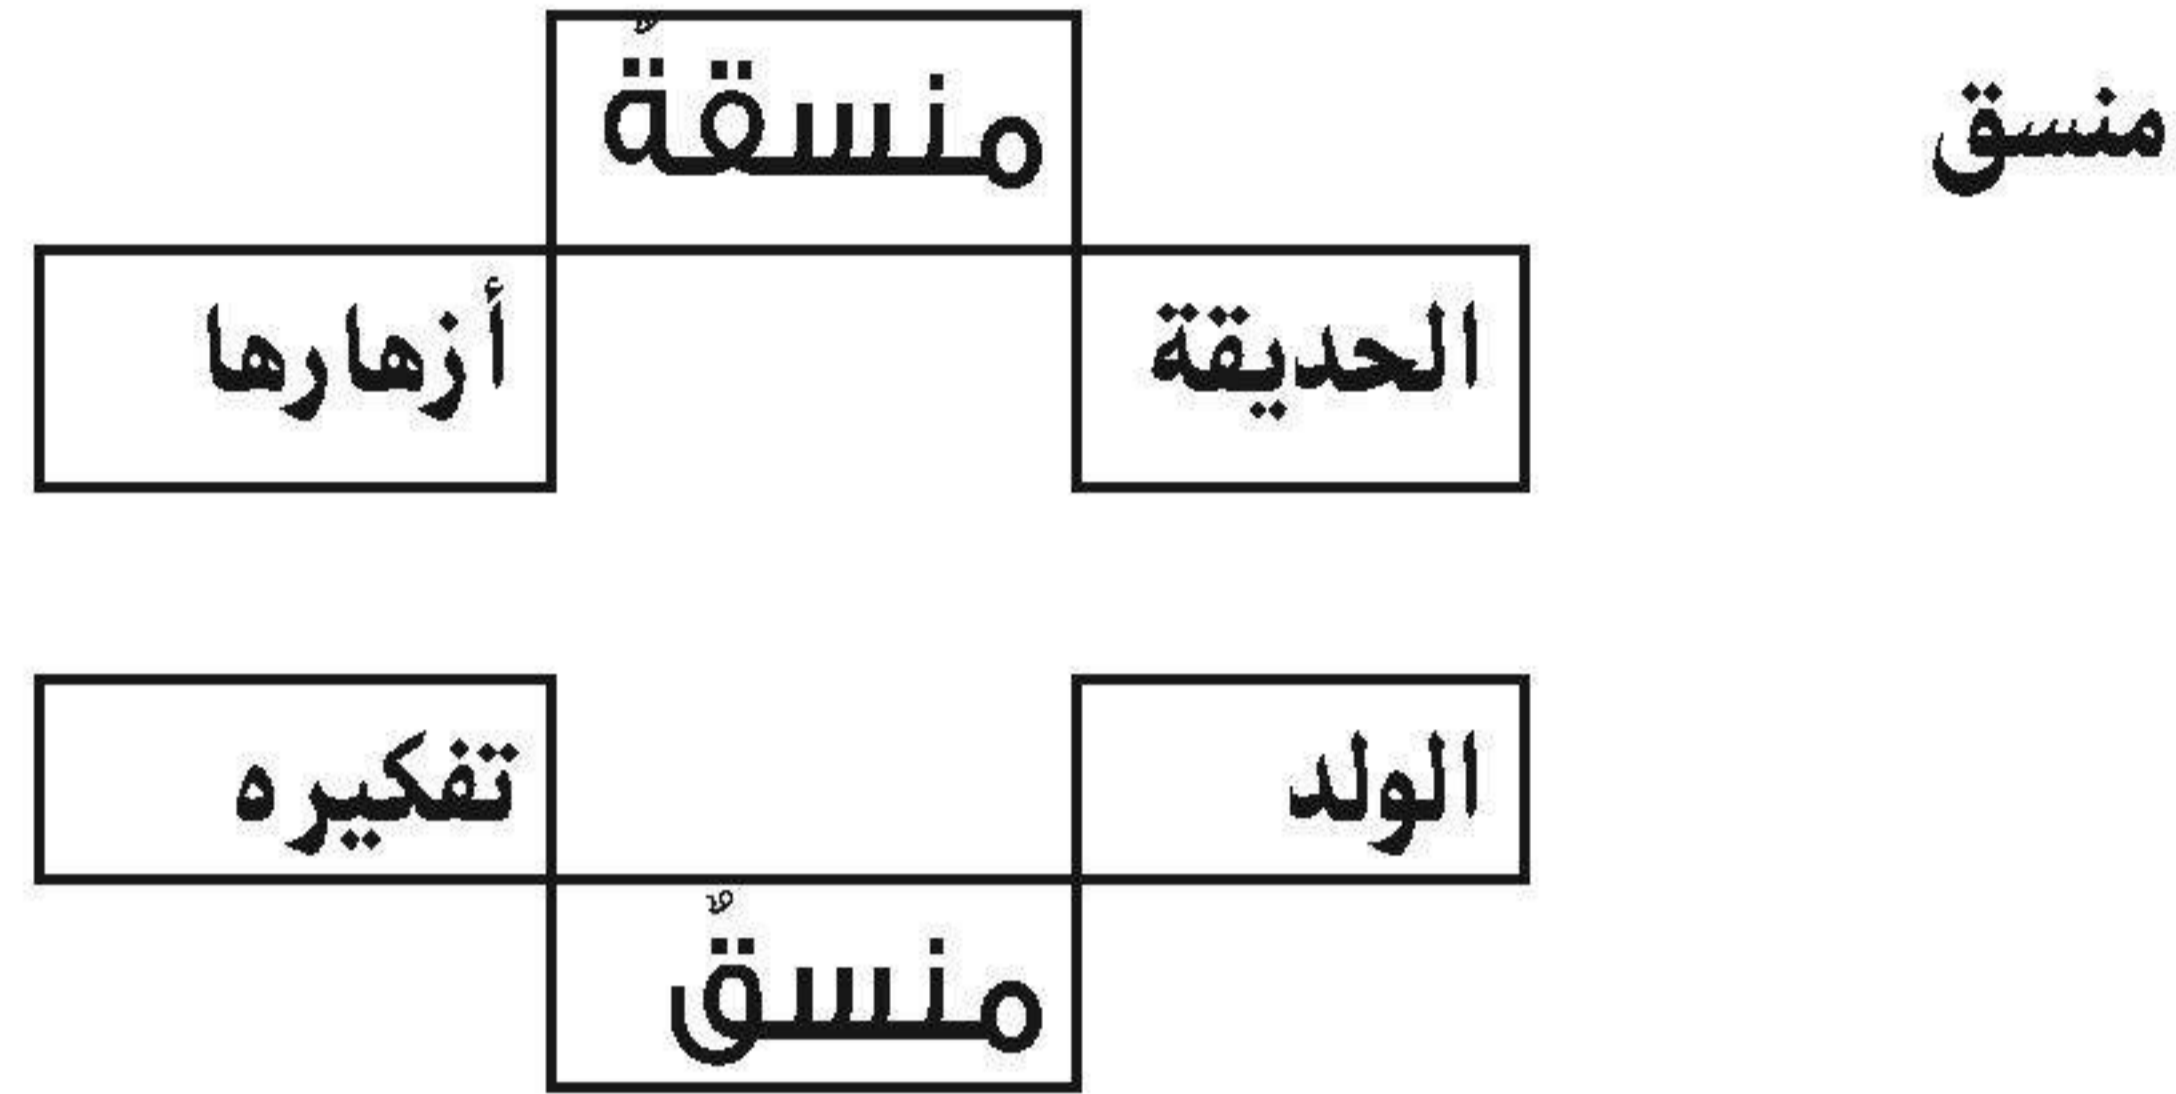 منسق
منسقةٌ
الحديقة أزهارها
الولد تفكيره
منسقٌ